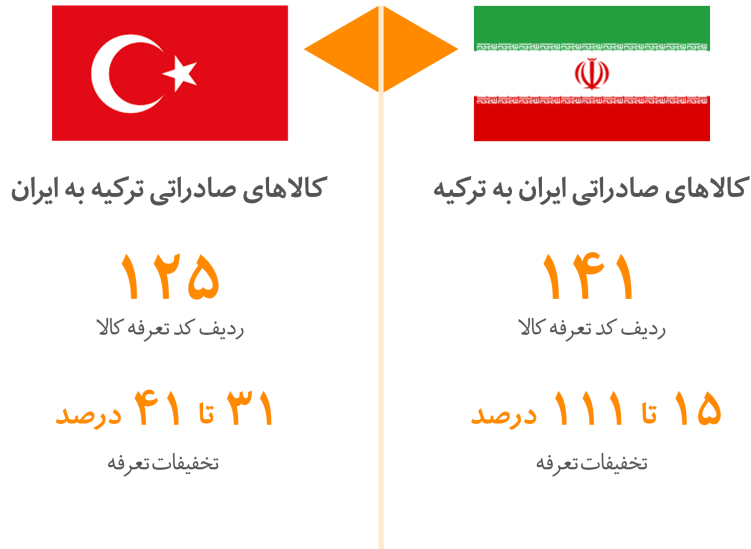 کالاهای صادراتی ایران به ترکیه
۱۴۱
ردیف کد تعرفه کالا
۱۵ تا ۱۱۱ درصد
تخفیفات تعرفه
کالاهای صادراتی ترکیه به ایران
۱۲۵
ردیف کد تعرفه کالا
۳۱ تا ۴۱ درصد
تخفیفات تعرفه